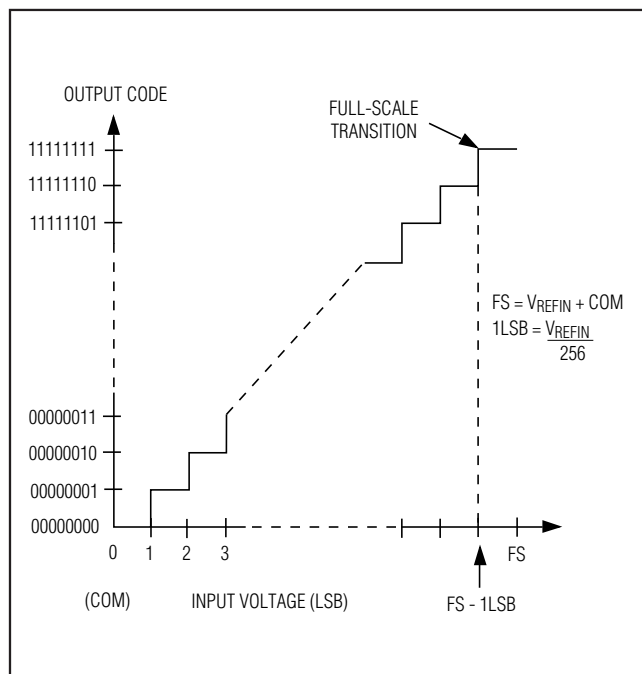 OUTPUT CODE
FULL-SCALE
TRANSITION
11111111
11111110
11111101
FS = VREFIN + COM
1LSB = VREFIN
256
00000011
00000010
00000001
00000000
0 1 2 3 FS
(COM) INPUT VOLTAGE (LSB) FS - 1LSB